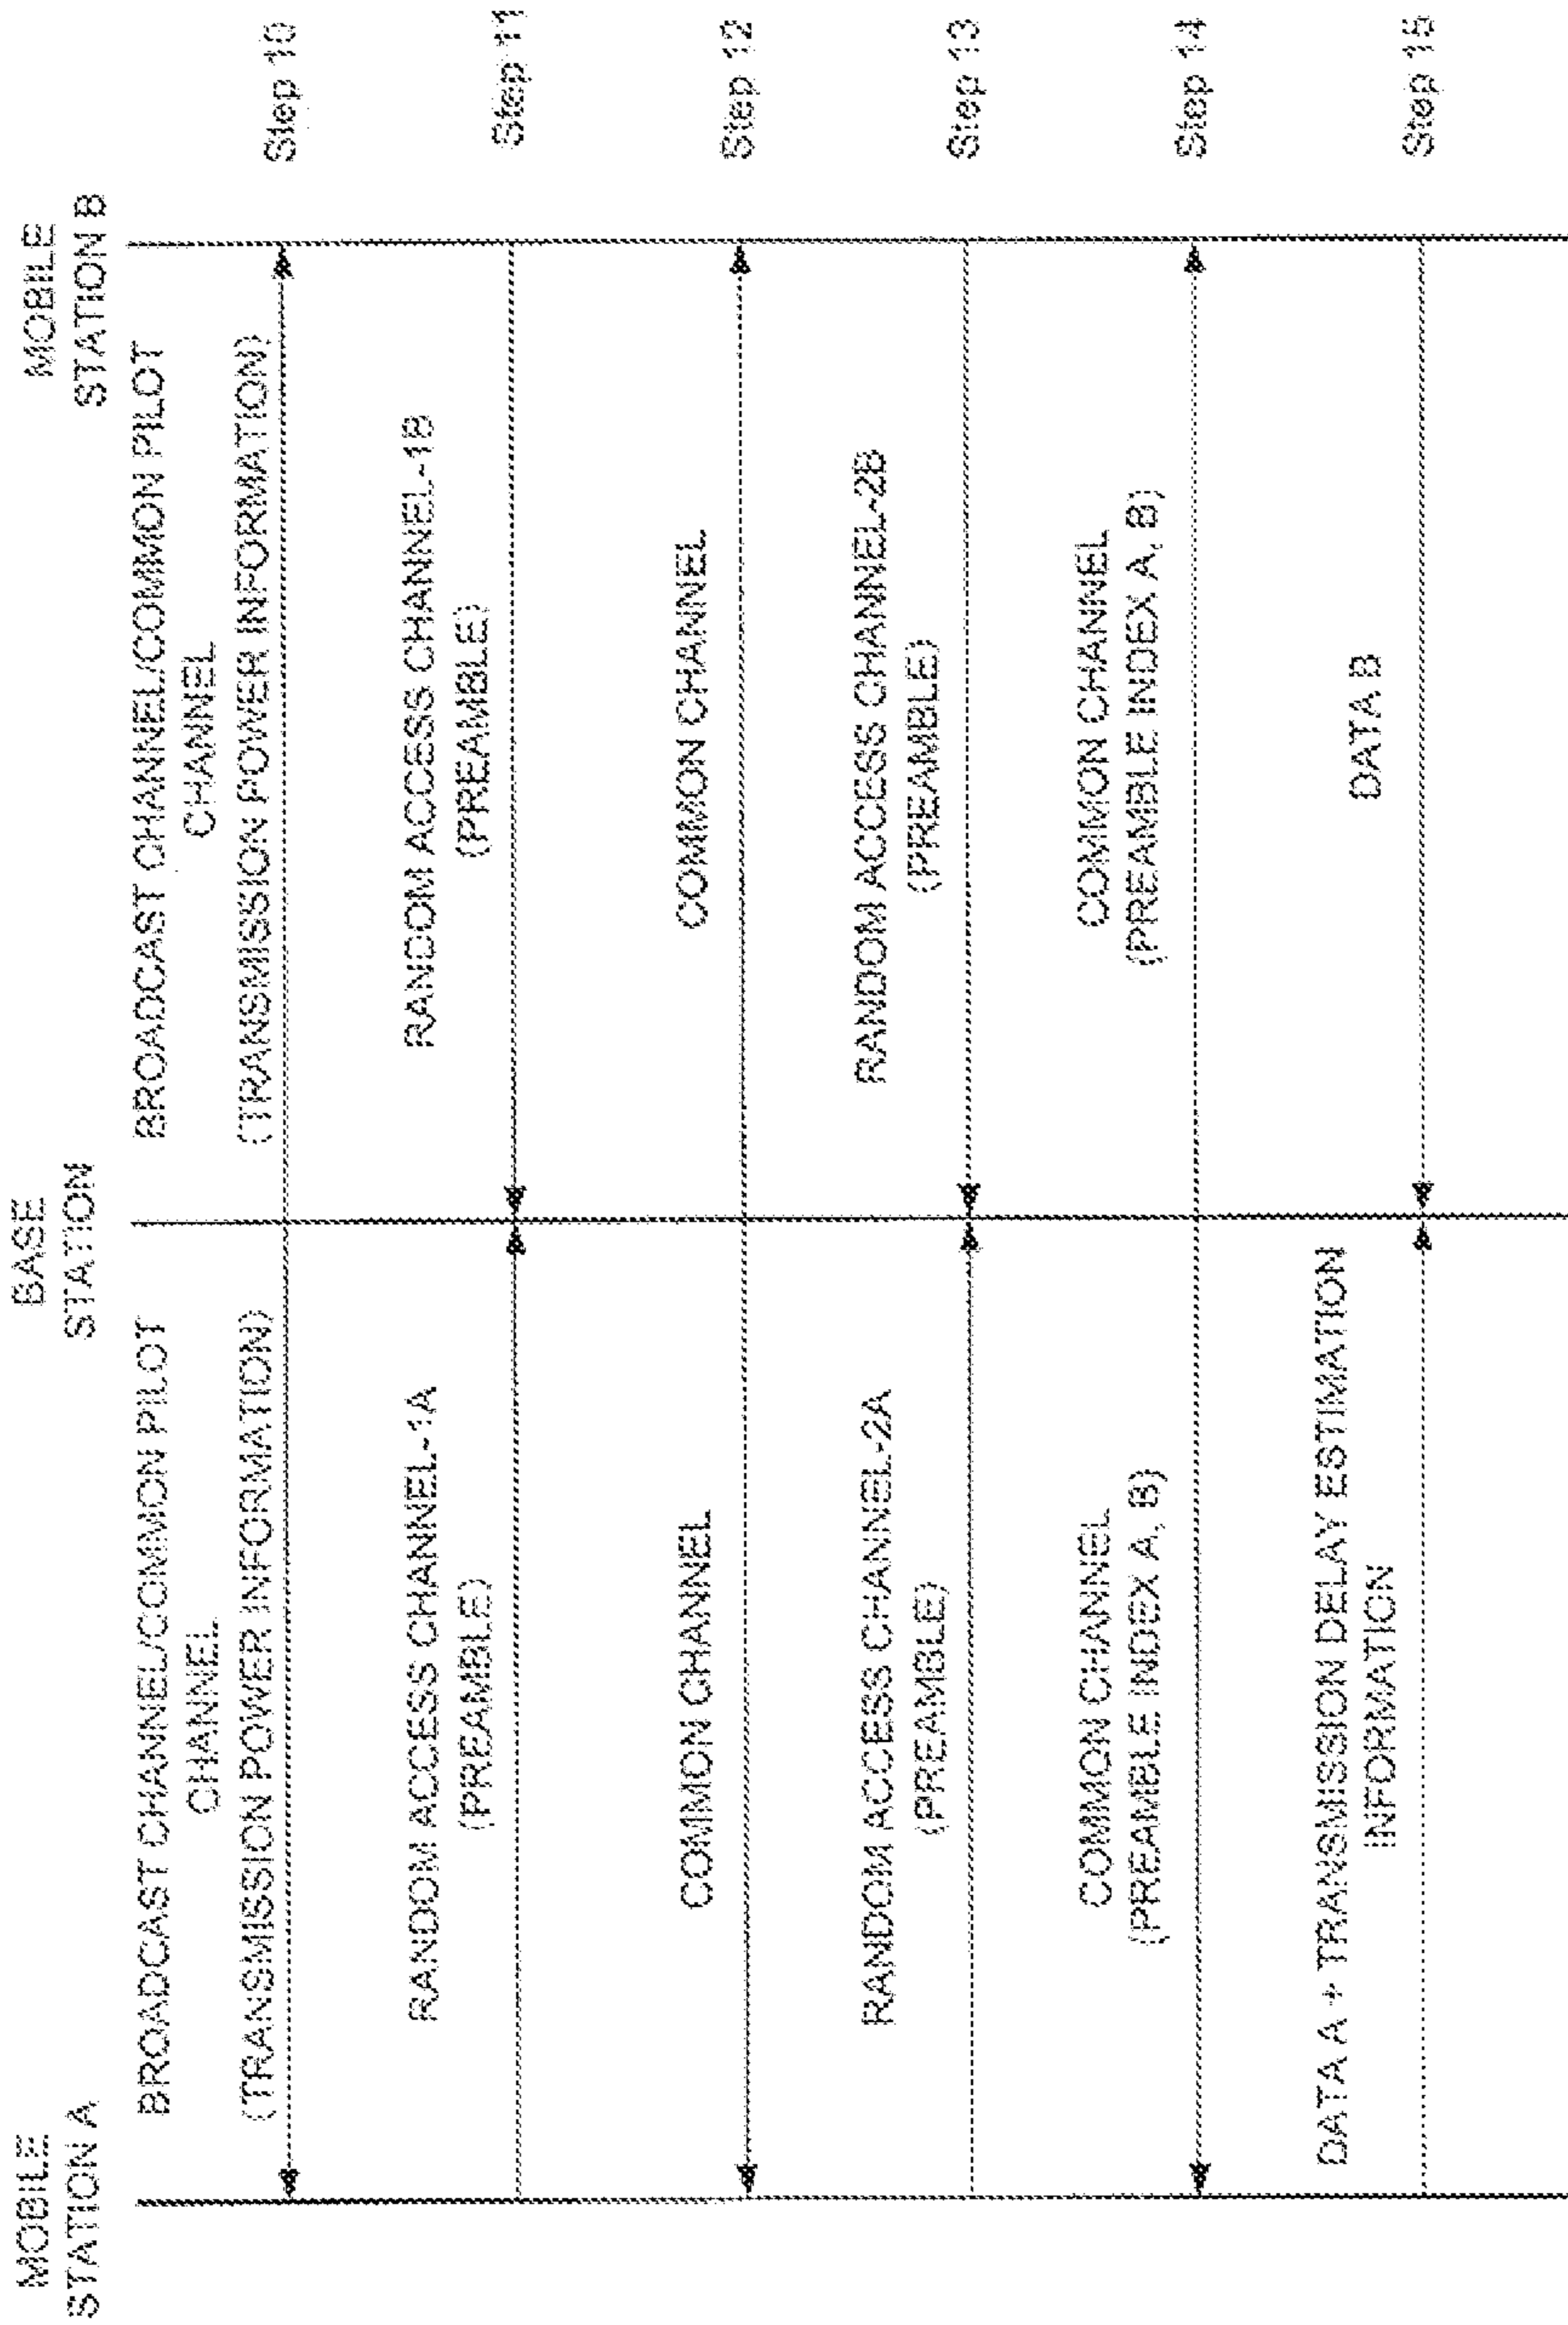 MOBILE
STATION A
BASE
STATION
MOBILE
STATION B
BROADCAST CHANNEL/COMMON PILOT
CHANNEL
(TRANSMISSION POWER INFORMATION)
BROADCAST CHANNEL/COMMON PILOT
CHANNEL
(TRANSMISSION POWER INFORMATION)
Step 10
RANDOM ACCESS CHANNEL-1A
(PREAMBLE)
RANDOM ACCESS CHANNEL-1B
(PREAMBLE)
Step 11
COMMON CHANNEL
COMMON CHANNEL
Step 12
RANDOM ACCESS CHANNEL-2A
(PREAMBLE)
RANDOM ACCESS CHANNEL-2B
(PREAMBLE)
Step 13
COMMON CHANNEL
(PREAMBLE INDEX A, B)
COMMON CHANNEL
(PREAMBLE INDEX A, B)
Step 14
DATA A + TRANSMISSION DELAY ESTIMATION
INFORMATION
DATA B
Step 15